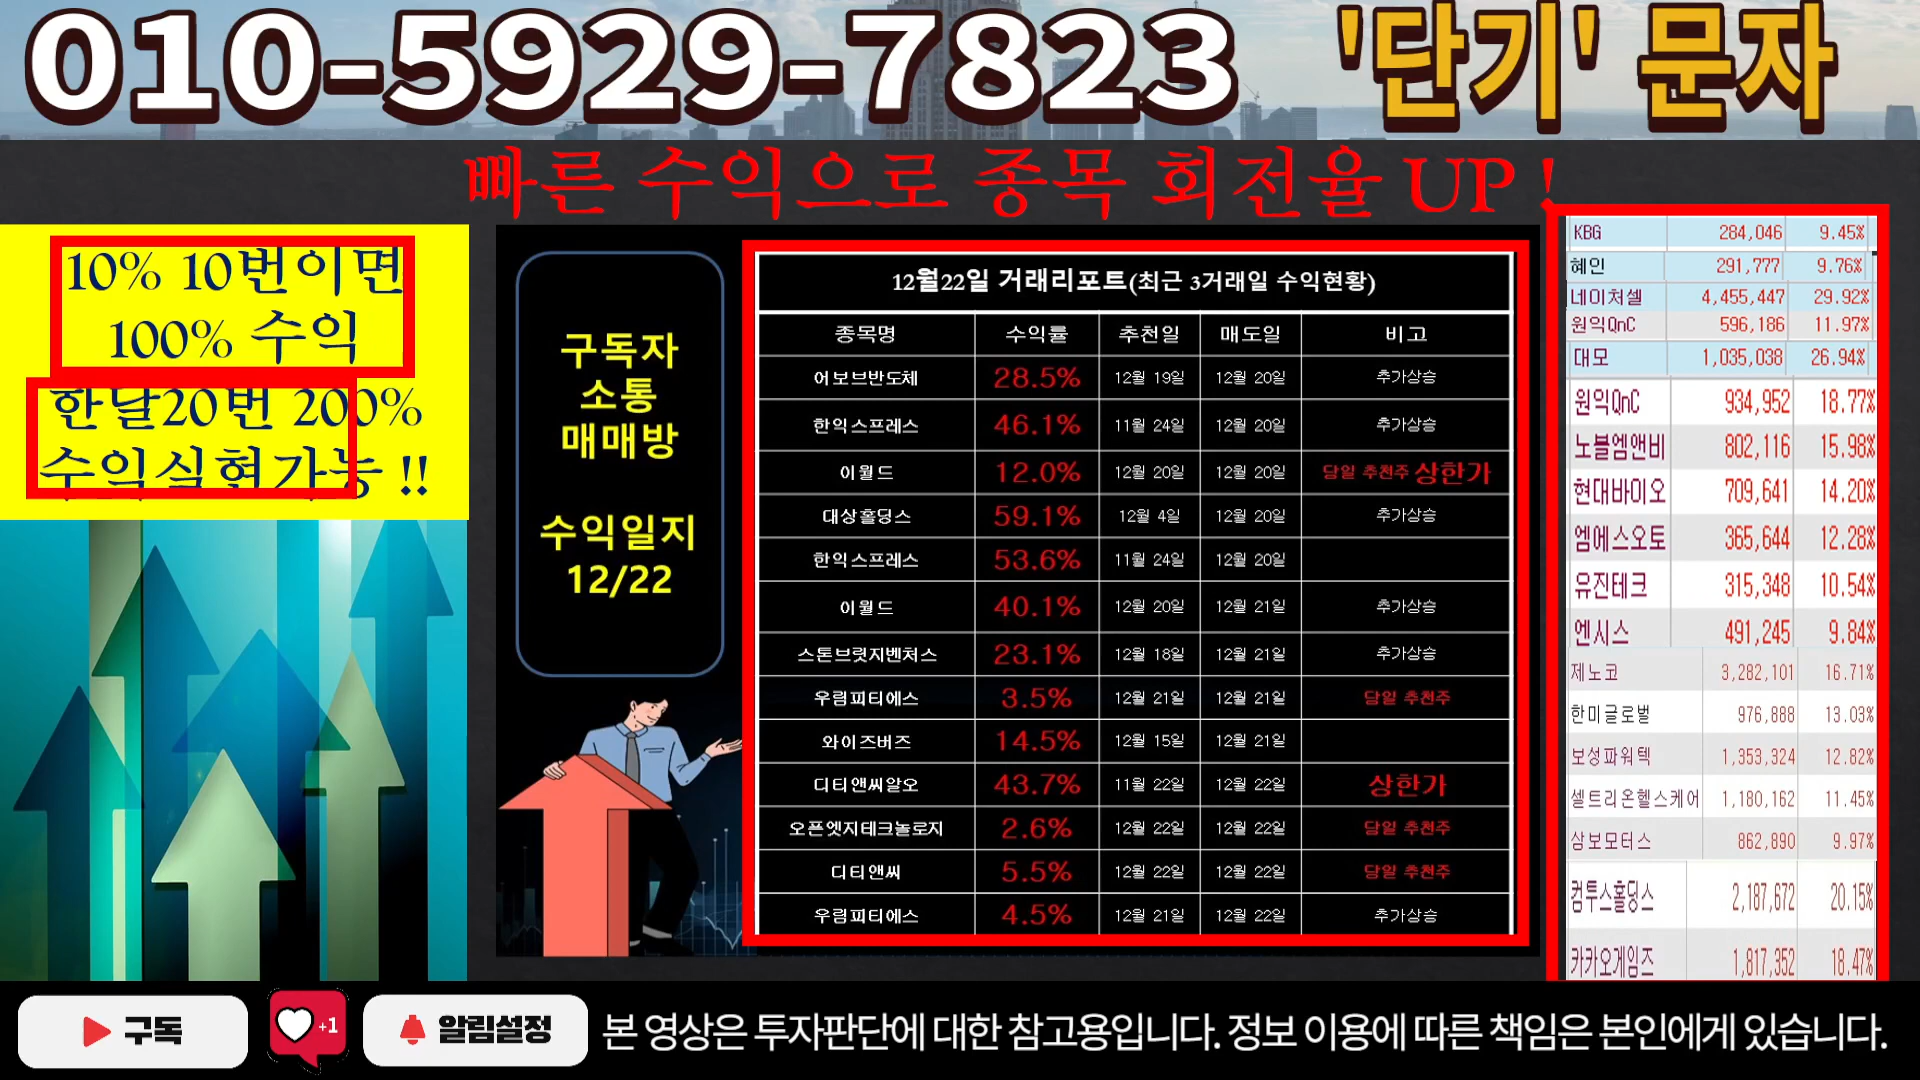 010-5929-7823 '단기' 문자
빠른 수익으로 종목 회전율 UP !
10% 10번이면
100% 수익
한달20번 200%
수익실현가능 !!
구독자
소통
매매방
수익일지
12/22
12월22일 거래리포트(최근 3거래일 수익현황)
종목명 수익률 추천일 매도일 비고
어보브반도체 28.5% 12월 19일 12월 20일 추가상승
한익스프레스 46.1% 11월 24일 12월 20일 추가상승
이월드 12.0% 12월 20일 12월 20일 당일 추천주 상한가
대상홀딩스 59.1% 12월 4일 12월 20일 추가상승
한익스프레스 53.6% 11월 24일 12월 20일
이월드 40.1% 12월 20일 12월 21일 추가상승
스톤브릿지벤처스 23.1% 12월 18일 12월 21일 추가상승
우림피티에스 3.5% 12월 21일 12월 21일 당일 추천주
와이즈버즈 14.5% 12월 15일 12월 21일
디티앤씨알오 43.7% 11월 22일 12월 22일 상한가
오픈엣지테크놀로지 2.6% 12월 22일 12월 22일 당일 추천주
디티앤씨 5.5% 12월 22일 12월 22일 당일 추천주
우림피티에스 4.5% 12월 21일 12월 22일 추가상승
KBG 284,046 9.45%
혜인 291,777 9.76%
네이처셀 4,455,447 29.92%
원익QnC 596,186 11.97%
대모 1,035,038 26.94%
원익QnC 934,952 18.77%
노블엠앤비 802,116 15.98%
현대바이오 709,641 14.20%
엠에스오토 365,644 12.28%
유진테크 315,348 10.54%
엔시스 491,245 9.84%
제노코 3,282,101 16.71%
한미글로벌 976,888 13.03%
보성파워텍 1,353,324 12.82%
셀트리온헬스케어 1,180,162 11.45%
상보모터스 862,890 9.97%
컴투스홀딩스 2,187,672 20.15%
카카오게임즈 1,817,352 18.47%
구독 +1 알림설정 본 영상은 투자판단에 대한 참고용입니다. 정보 이용에 따른 책임은 본인에게 있습니다.